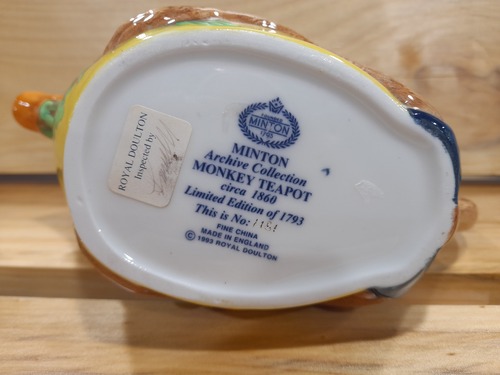 ROYAL DOULTON
Inspected by
MINTON
1793
MINTON
Archive Collection
MONKEY TEAPOT
circa 1860
Limited Edition of 1793
This is No:
FINE CHINA
MADE IN ENGLAND
© 1993 ROYAL DOULTON